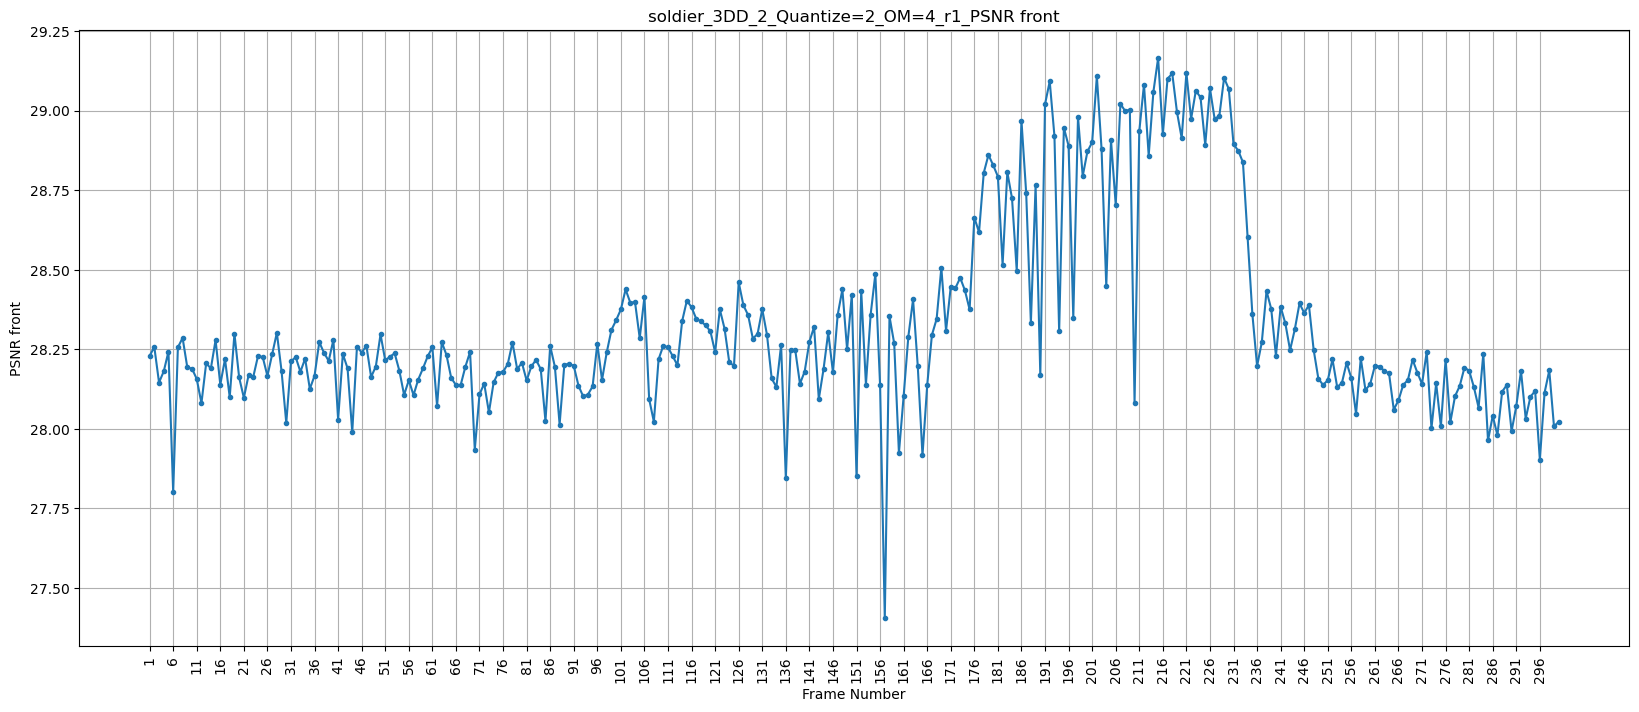 soldier_3DD_2_Quantize=2_OM=4_r1_PSNR front
29.25
29.00
28.75
28.50
28.25
28.00
27.75
27.50
PSNR front
1 6 11 16 21 26 31 36 41 46 51 56 61 66 71 76 81 86 91 96 101 106 111 116 121 126 131 136 141 146 151 156 161 166 171 176 181 186 191 196 201 206 211 216 221 226 231 236 241 246 251 256 261 266 271 276 281 286 291 296
Frame Number